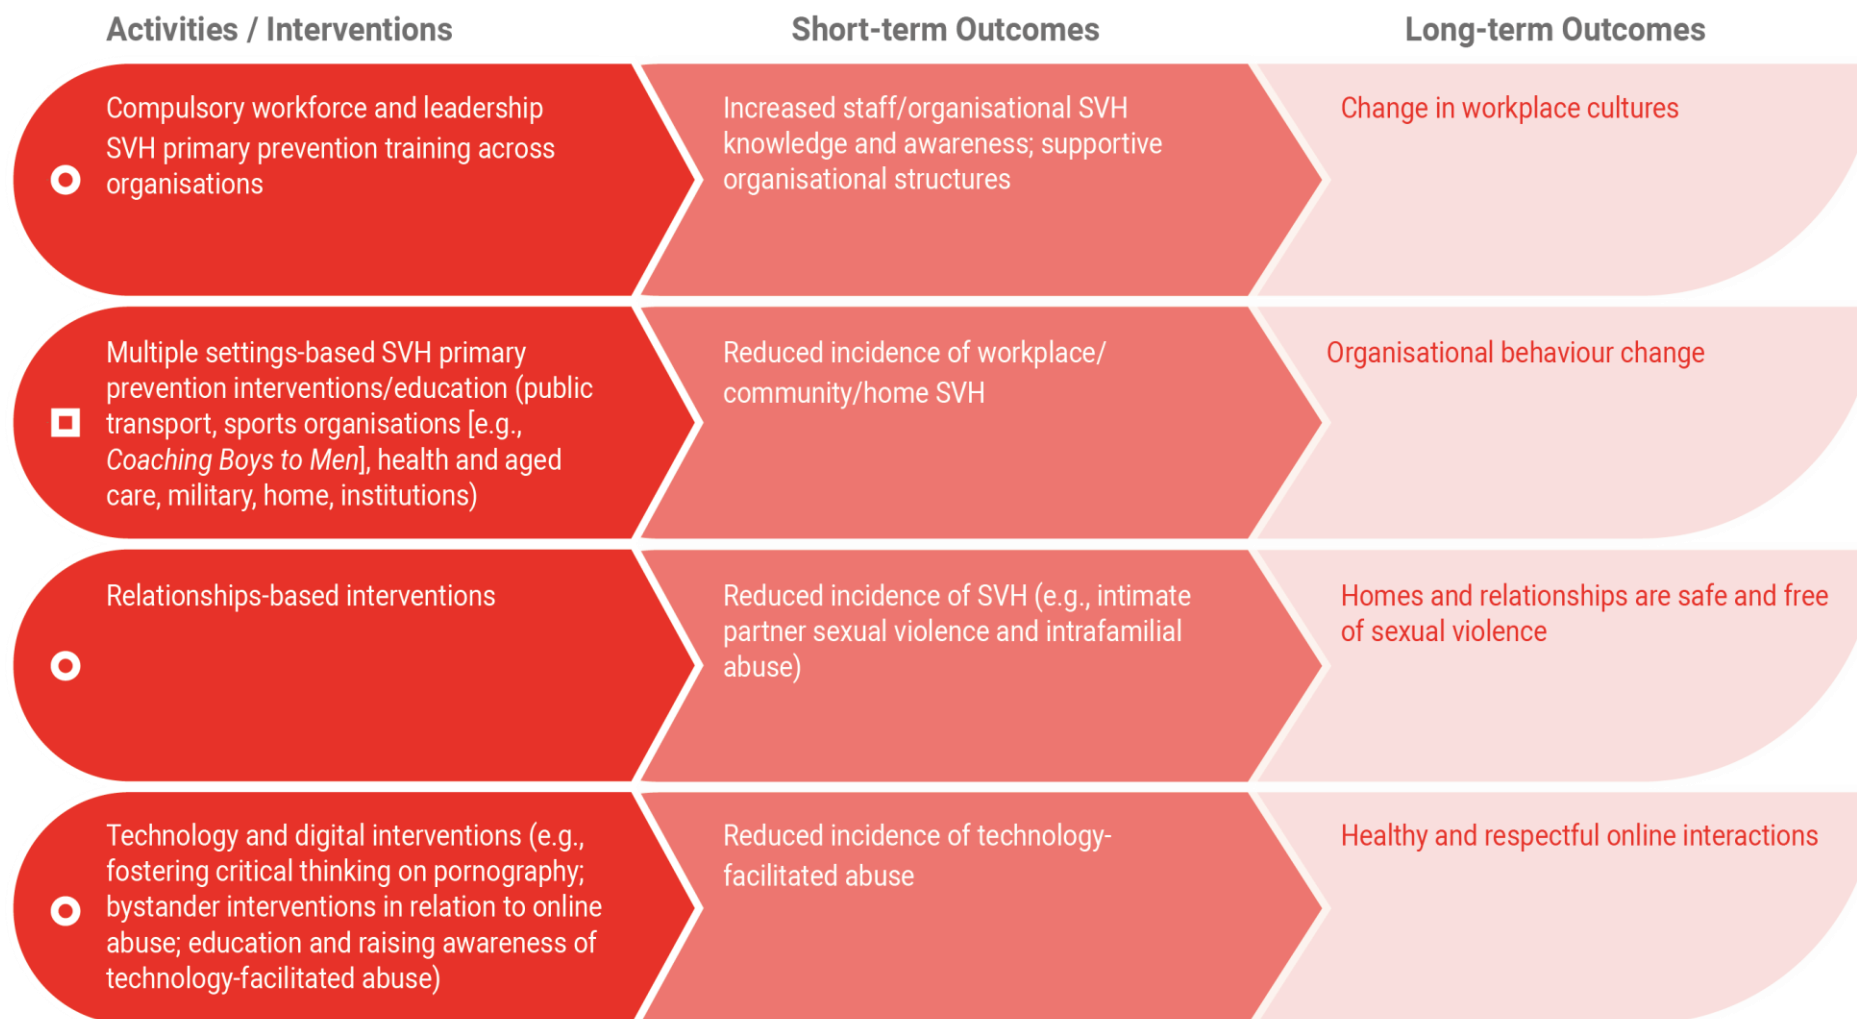 Activities / Interventions
Short-term Outcomes
Long-term Outcomes
Compulsory workforce and leadership
SVH primary prevention training across
organisations
Increased staff/organisational SVH
knowledge and awareness; supportive
organisational structures
Change in workplace cultures
Multiple settings-based SVH primary
prevention interventions/education (public
transport, sports organisations [e.g.,
Coaching Boys to Men], health and aged
care, military, home, institutions)
Reduced incidence of workplace/
community/home SVH
Organisational behaviour change
Relationships-based interventions
Reduced incidence of SVH (e.g., intimate
partner sexual violence and intrafamilial
abuse)
Homes and relationships are safe and free
of sexual violence
Technology and digital interventions (e.g.,
fostering critical thinking on pornography;
bystander interventions in relation to online
abuse; education and raising awareness of
technology-facilitated abuse)
Reduced incidence of technology-
facilitated abuse
Healthy and respectful online interactions